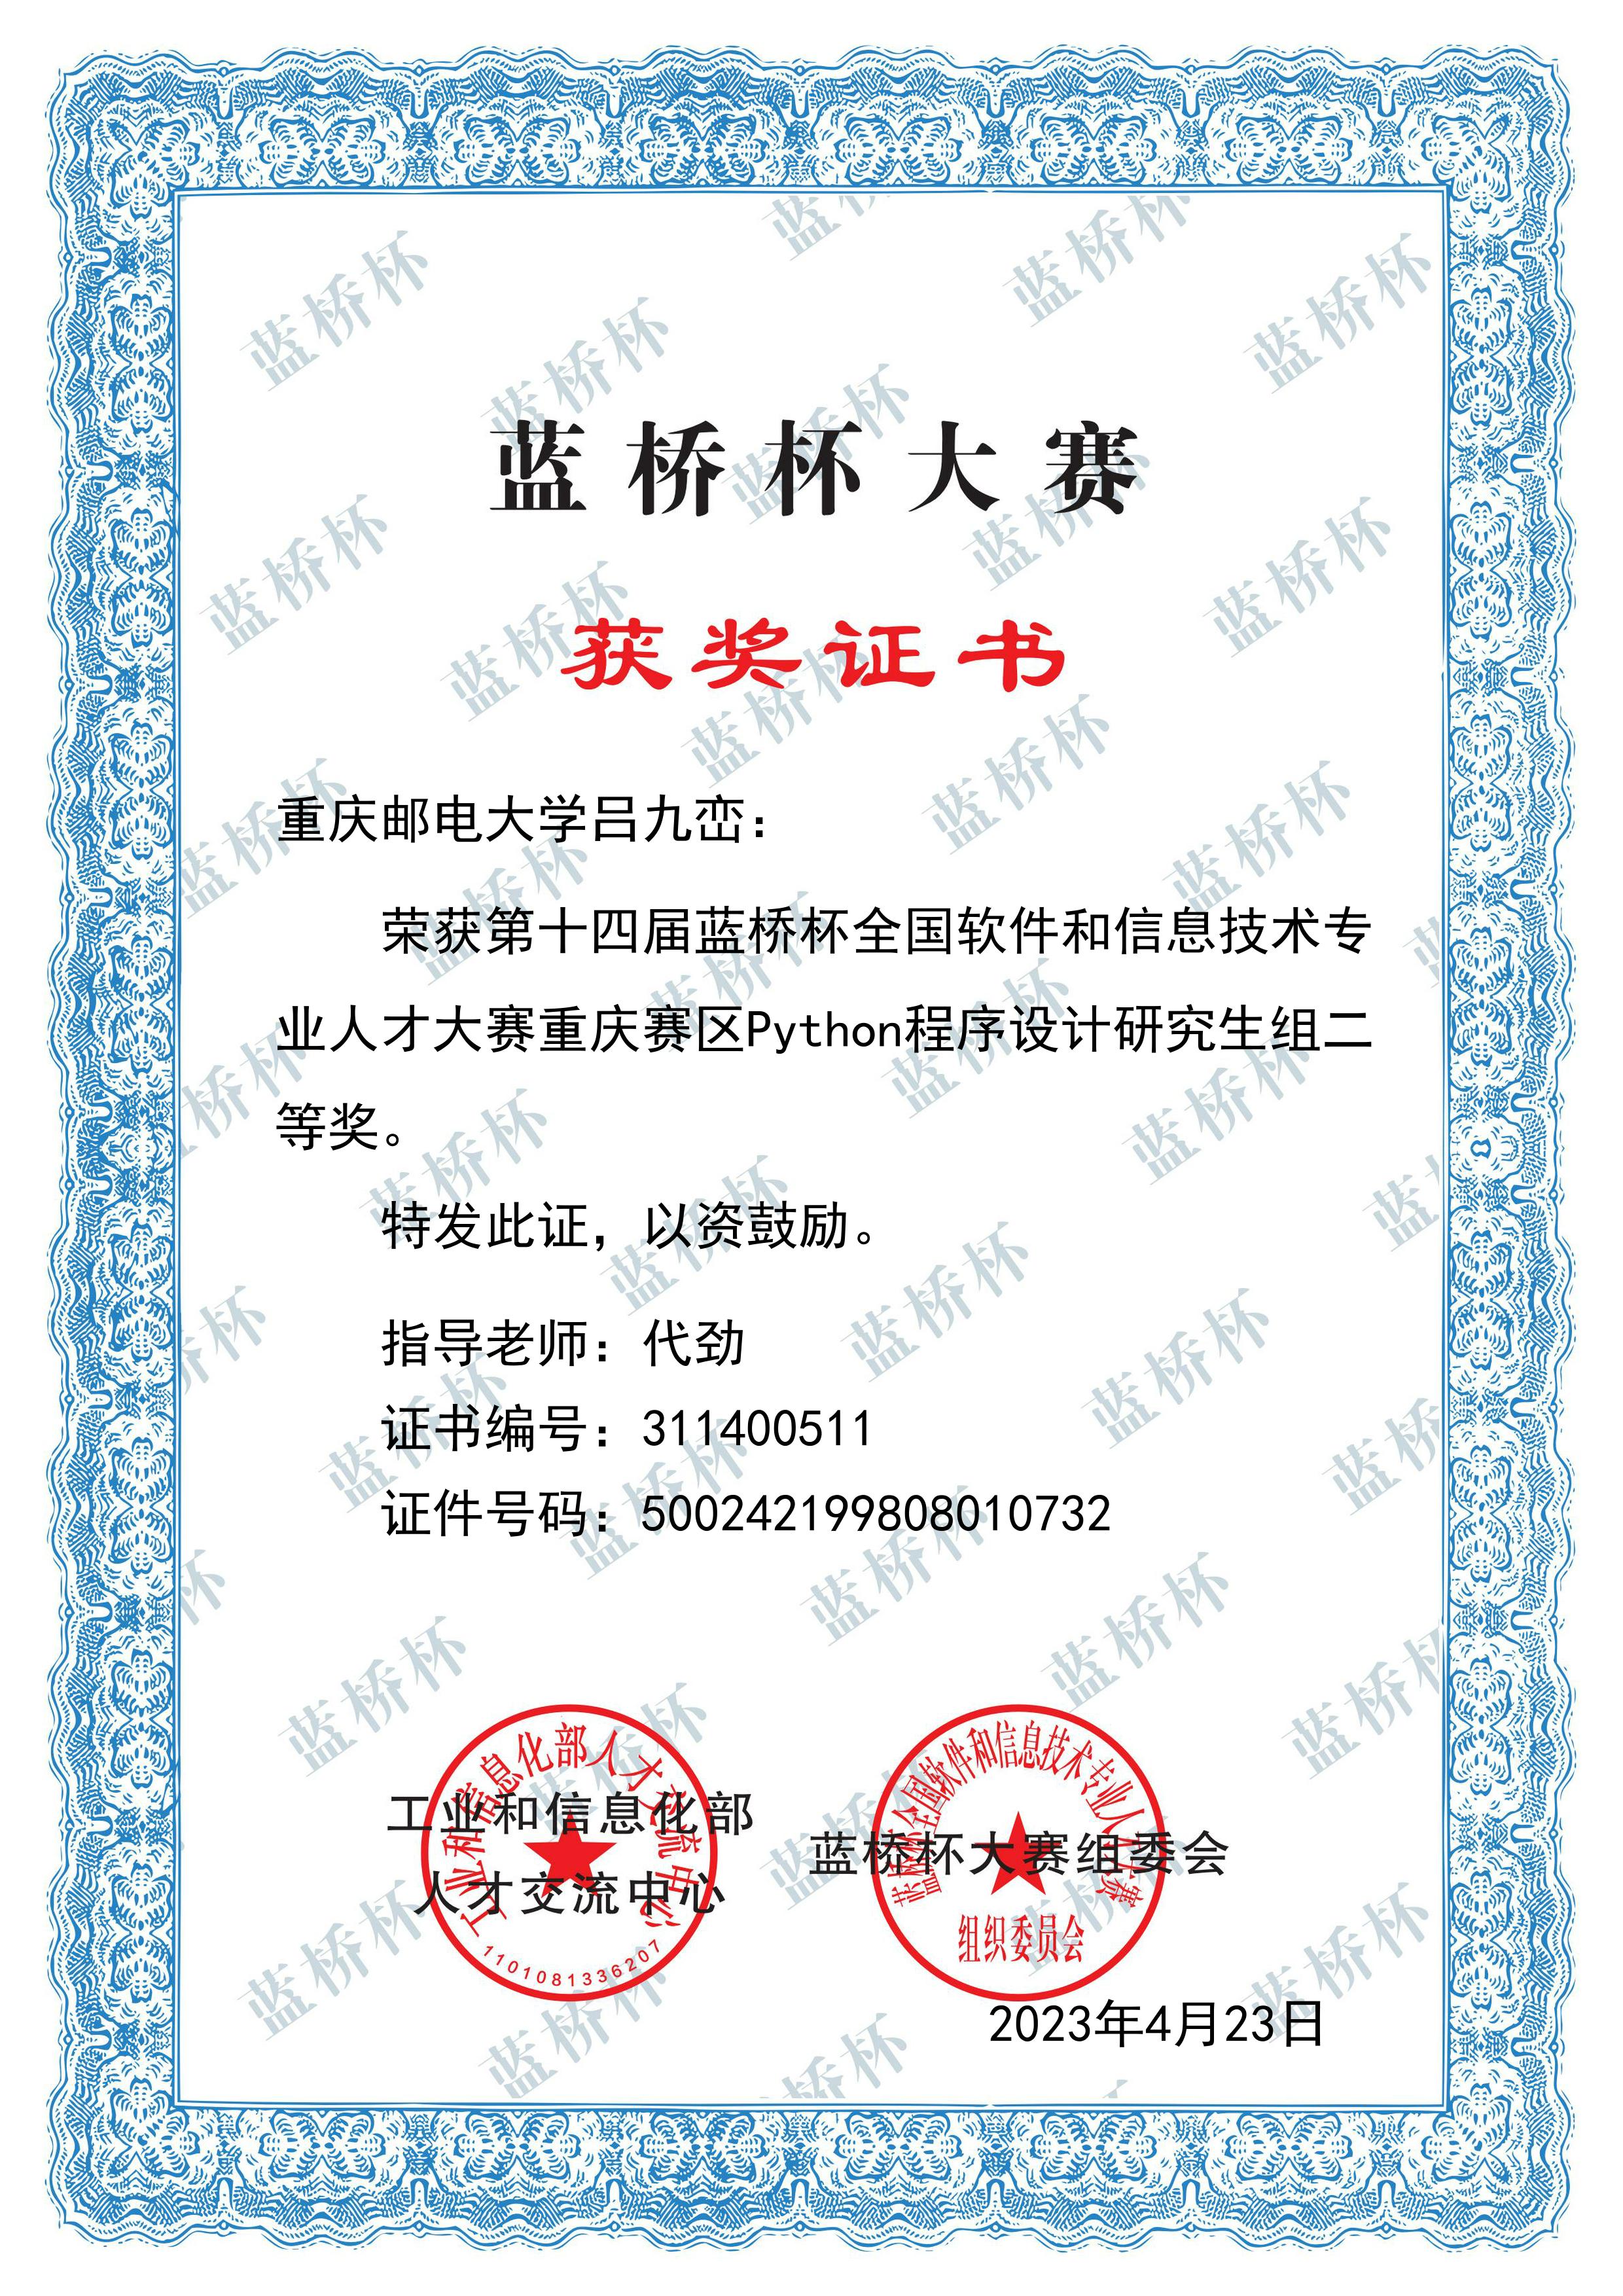 蓝桥杯大赛
获奖证书
重庆邮电大学吕九峦：
荣获第十四届蓝桥杯全国软件和信息技术专
业人才大赛重庆赛区Python程序设计研究生组二
等奖。
特发此证，以资鼓励。
指导老师：代劲
证书编号：311400511
证件号码：500242199808010732
工业和信息化部
人才交流中心
工业和信息化部人才交流中心
1101081336207
蓝桥杯大赛组委会
蓝桥杯全国软件和信息技术专业人才大赛
组织委员会
2023年4月23日
蓝桥杯